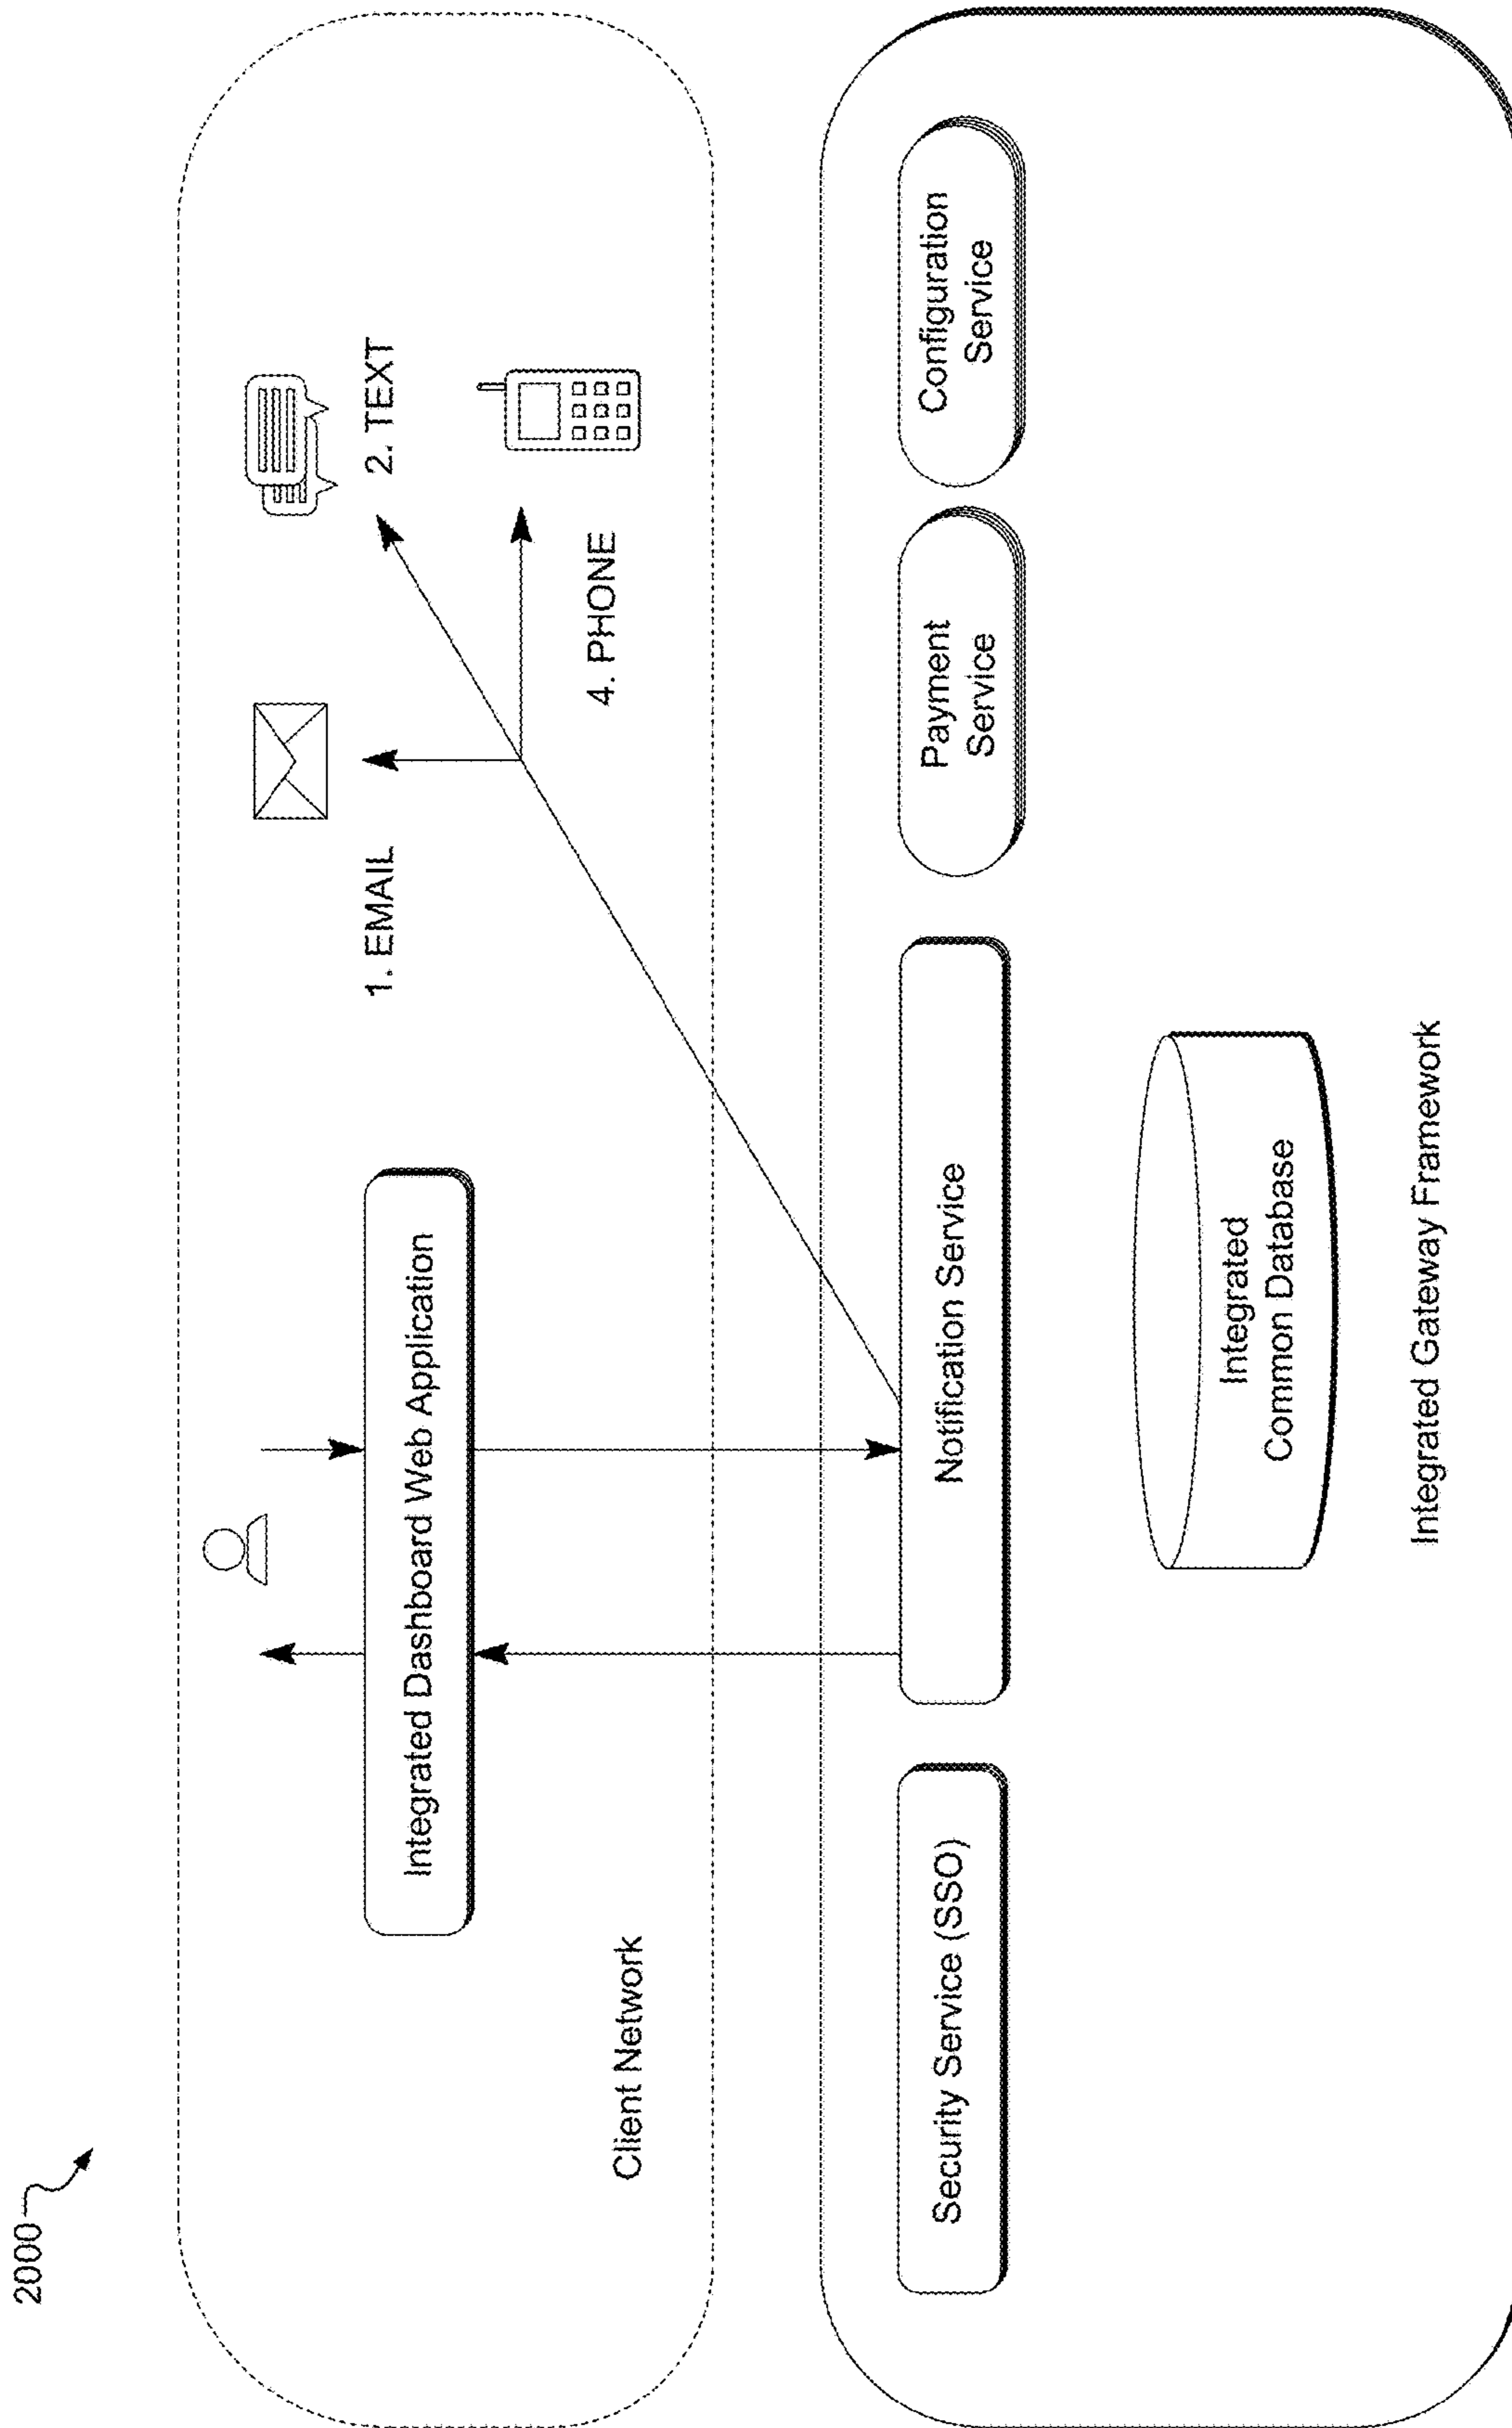 2000
1. EMAIL
2. TEXT
4. PHONE
Integrated Dashboard Web Application
Client Network
Security Service (SSO)
Notification Service
Payment
Service
Configuration
Service
Integrated
Common Database
Integrated Gateway Framework